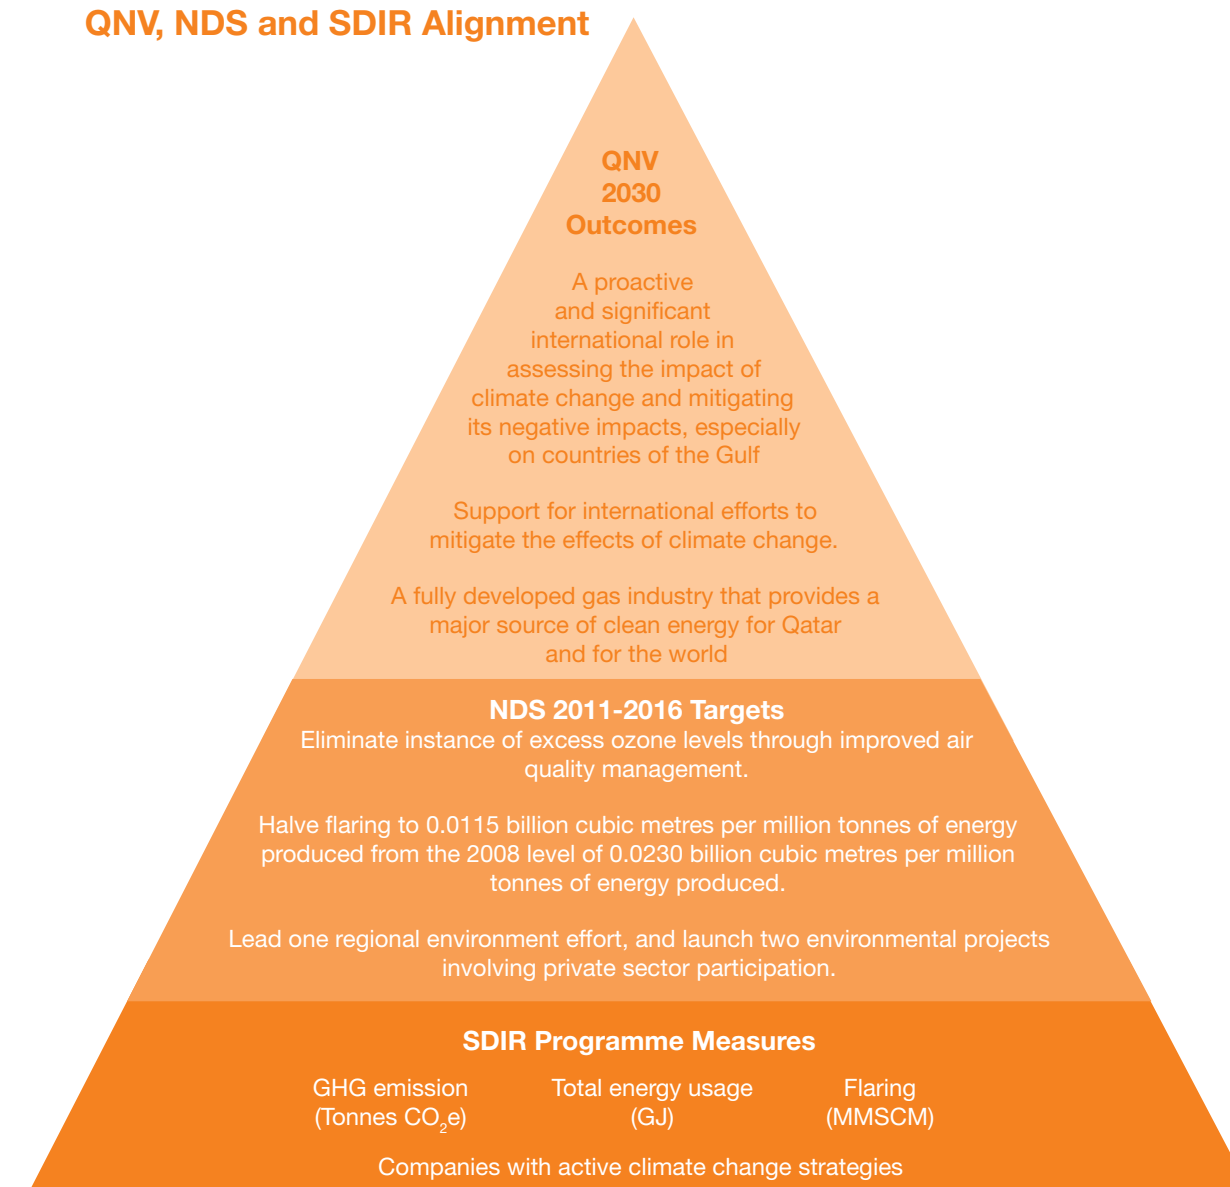 QNV, NDS and SDIR Alignment
QNV
2030
Outcomes
A proactive
and significant
international role in
assessing the impact of
climate change and mitigating
its negative impacts, especially
on countries of the Gulf
Support for international efforts to
mitigate the effects of climate change.
A fully developed gas industry that provides a
major source of clean energy for Qatar
and for the world
NDS 2011-2016 Targets
Eliminate instance of excess ozone levels through improved air
quality management.
Halve flaring to 0.0115 billion cubic metres per million tonnes of energy
produced from the 2008 level of 0.0230 billion cubic metres per million
tonnes of energy produced.
Lead one regional environment effort, and launch two environmental projects
involving private sector participation.
SDIR Programme Measures
GHG emission Total energy usage Flaring
(Tonnes CO₂e) (GJ) (MMSCM)
Companies with active climate change strategies